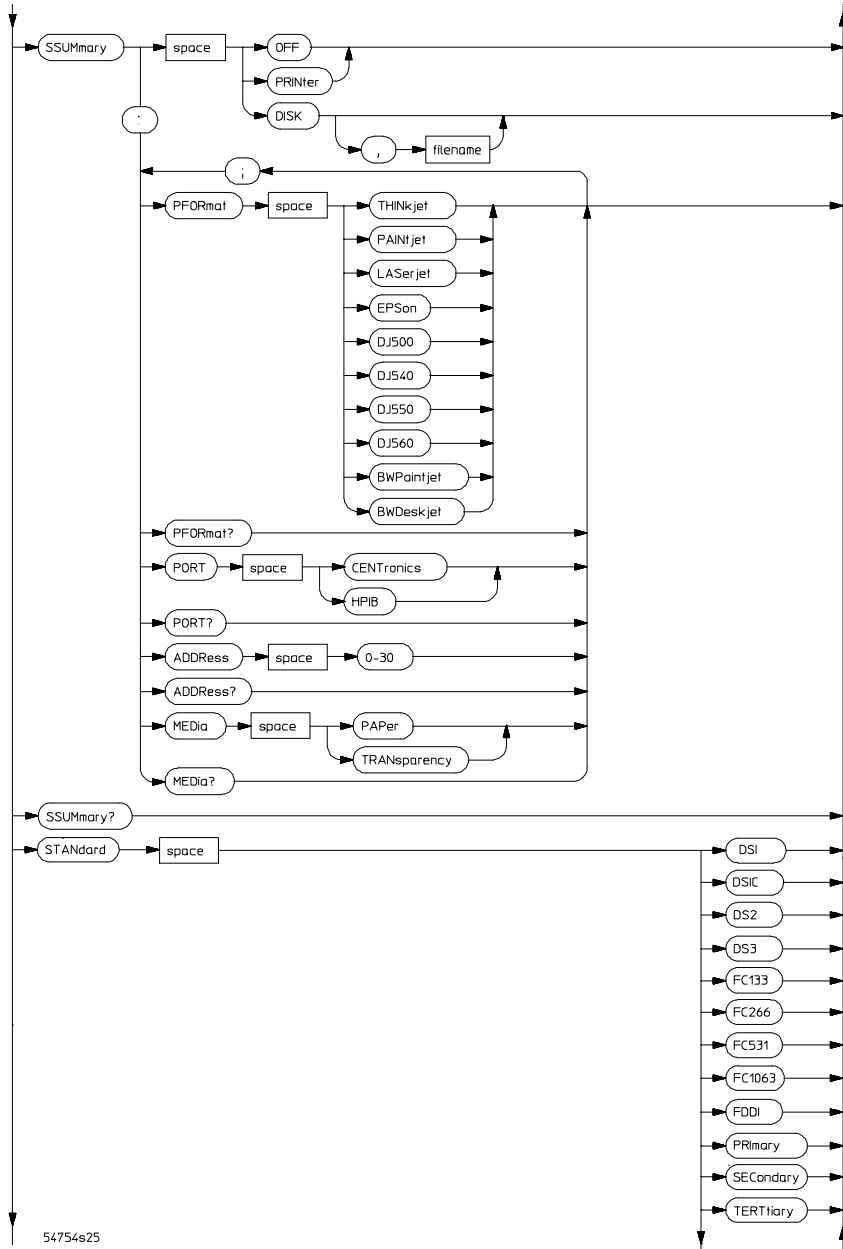 SSUMmary space OFF
PRINter
: DISK
, filename
;
PFORmat space THINkjet
PAINtjet
LASerjet
EPSon
DJ500
DJ540
DJ550
DJ560
BWPaintjet
BWDeskjet
PFORmat?
PORT space CENTronics
HPIB
PORT?
ADDRess space 0-30
ADDRess?
MEDia space PAPer
TRANsparency
MEDia?
SSUMmary?
STANdard space DS1
DS1C
DS2
DS3
FC133
FC266
FC531
FC1063
FDDI
PRImary
SECondary
TERTtiary
54754s25